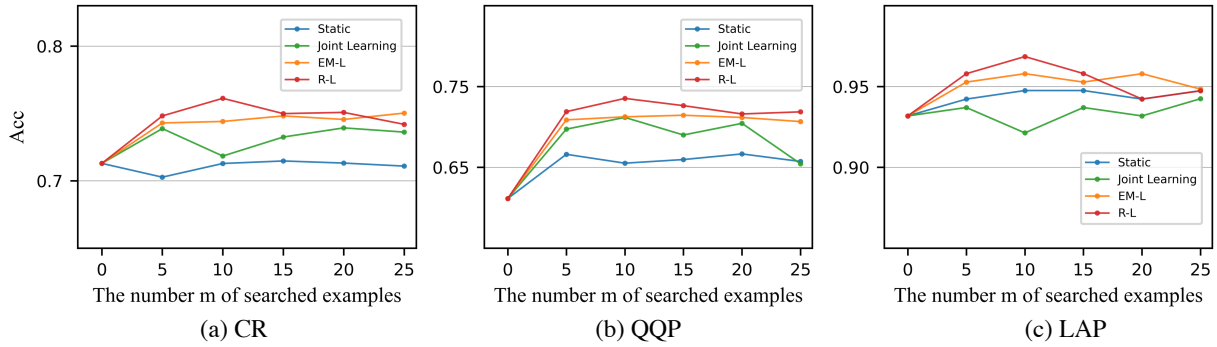 Acc
0.8
0.7
Static
Joint Learning
EM-L
R-L
0 5 10 15 20 25
The number m of searched examples
(a) CR
0.75
0.65
Static
Joint Learning
EM-L
R-L
0 5 10 15 20 25
The number m of searched examples
(b) QQP
0.95
0.90
Static
Joint Learning
EM-L
R-L
0 5 10 15 20 25
The number m of searched examples
(c) LAP